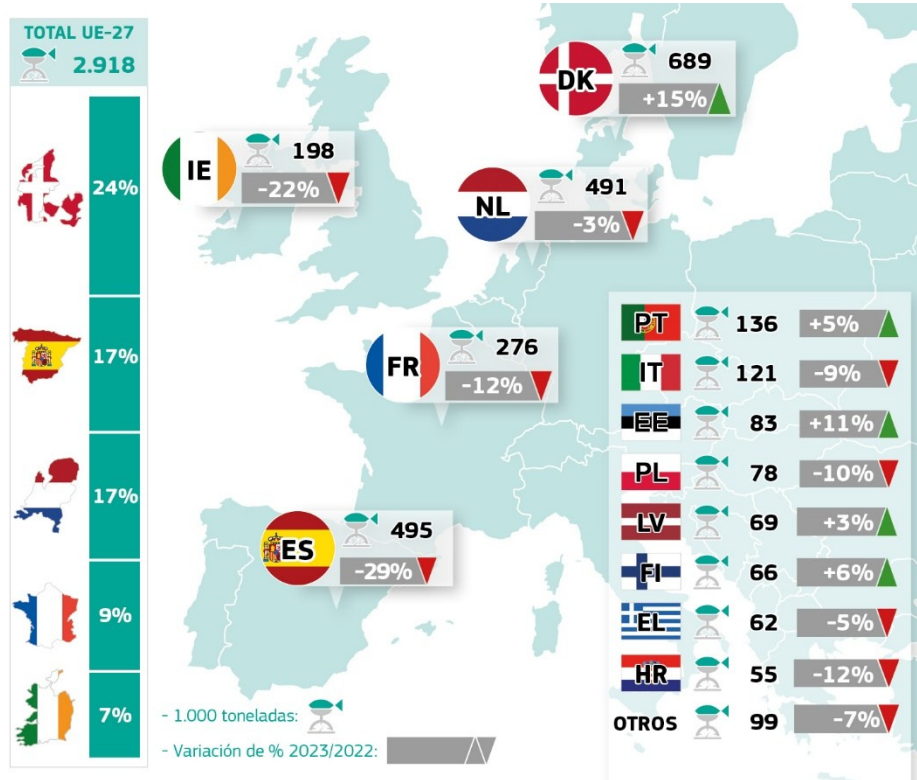 TOTAL UE-27
2.918
24%
17%
17%
9%
7%
DK
689
+15%
IE
198
-22%
NL
491
-3%
FR
276
-12%
ES
495
-29%
PT 136 +5%
IT 121 -9%
EE 83 +11%
PL 78 -10%
LV 69 +3%
FI 66 +6%
EL 62 -5%
HR 55 -12%
OTROS 99 -7%
- 1.000 toneladas:
- Variación de % 2023/2022: